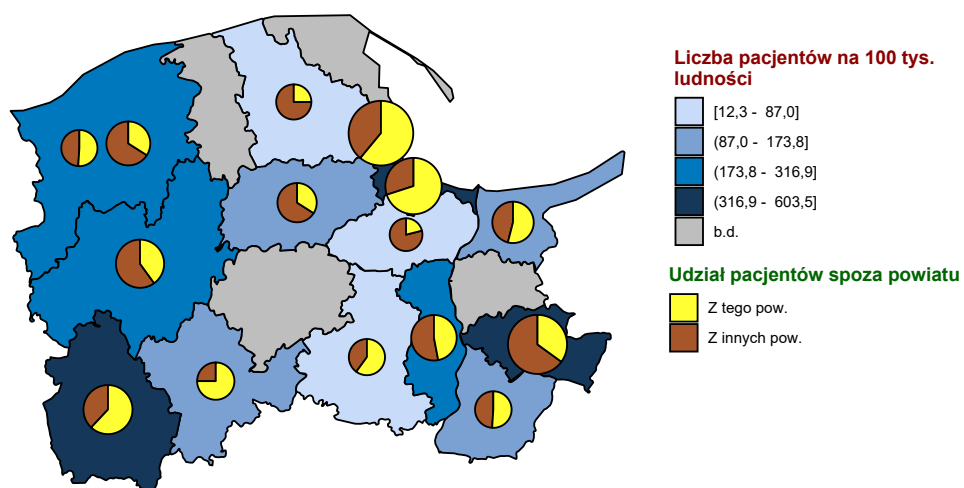 Liczba pacjentów na 100 tys.
ludności
[12,3 - 87,0]
(87,0 - 173,8]
(173,8 - 316,9]
(316,9 - 603,5]
b.d.
Udział pacjentów spoza powiatu
Z tego pow.
Z innych pow.